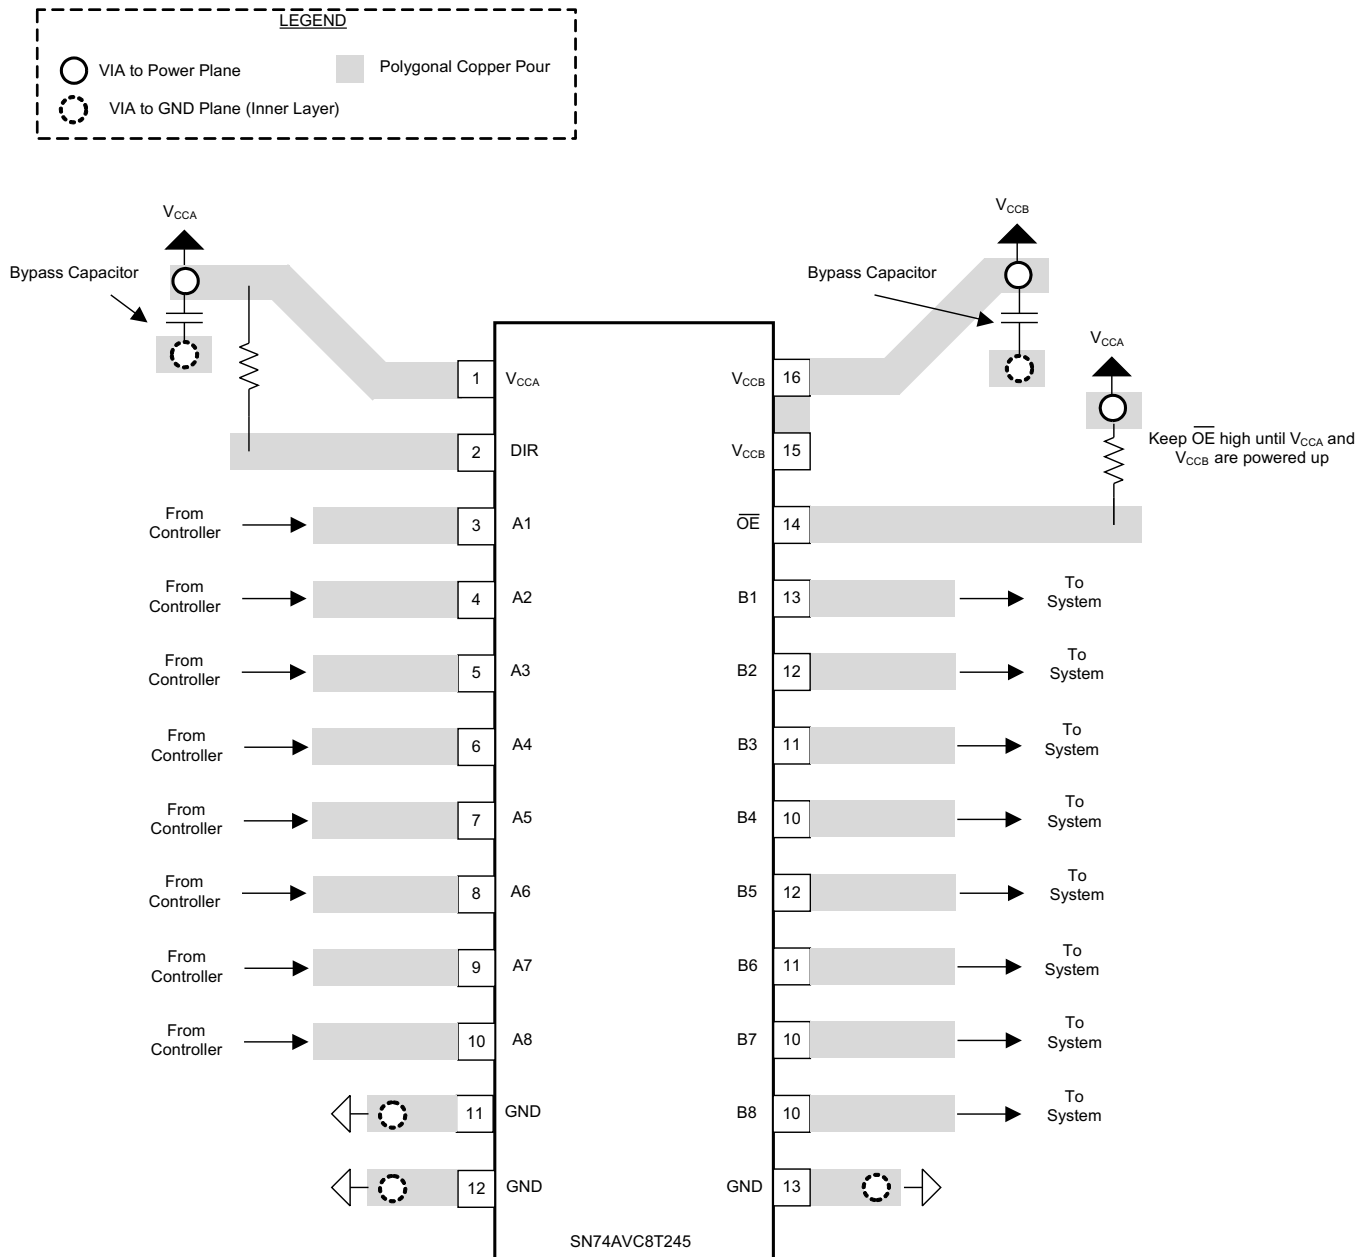 LEGEND
VIA to Power Plane
Polygonal Copper Pour
VIA to GND Plane (Inner Layer)
VCCA
VCCB
Bypass Capacitor
Bypass Capacitor
VCCA
1 VCCA
VCCB 16
Keep OE high until VCCA and
VCCB are powered up
2 DIR
VCCB 15
From
Controller
3 A1
OE 14
From
Controller
4 A2
B1 13
To
System
From
Controller
5 A3
B2 12
To
System
From
Controller
6 A4
B3 11
To
System
From
Controller
7 A5
B4 10
To
System
From
Controller
8 A6
B5 12
To
System
From
Controller
9 A7
B6 11
To
System
From
Controller
10 A8
B7 10
To
System
11 GND
B8 10
To
System
12 GND
GND 13
SN74AVC8T245